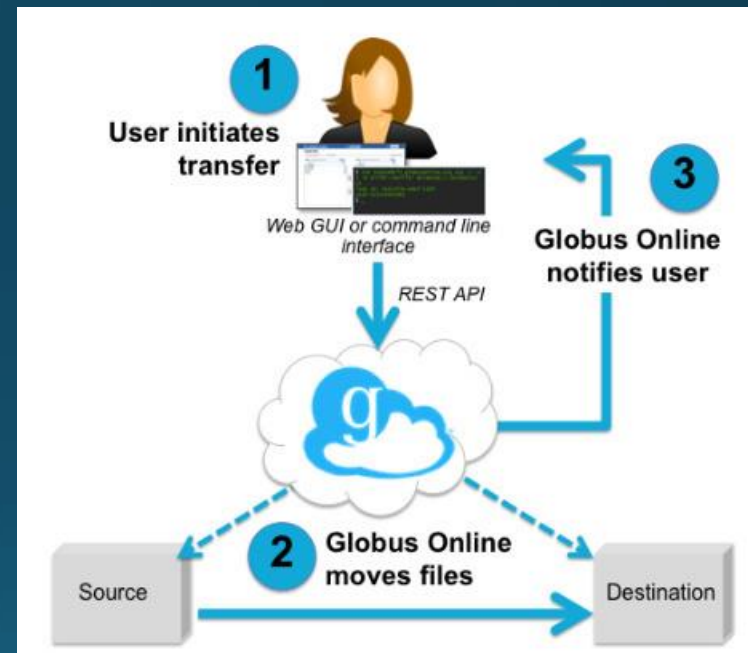 1
User initiates
transfer
Web GUI or command line
interface
REST API
3
Globus Online
notifies user
g
2
Globus Online
moves files
Source
Destination